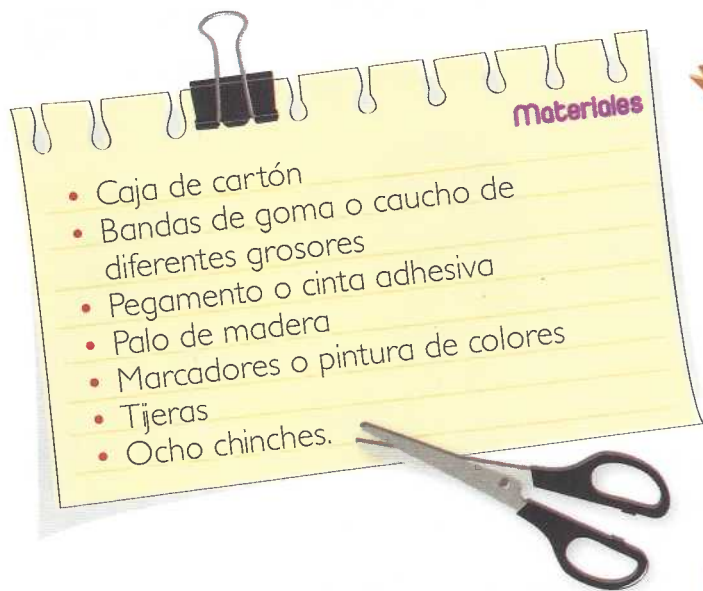 Materiales
• Caja de cartón
• Bandas de goma o caucho de
diferentes grosores
• Pegamento o cinta adhesiva
• Palo de madera
• Marcadores o pintura de colores
• Tijeras
• Ocho chinches.